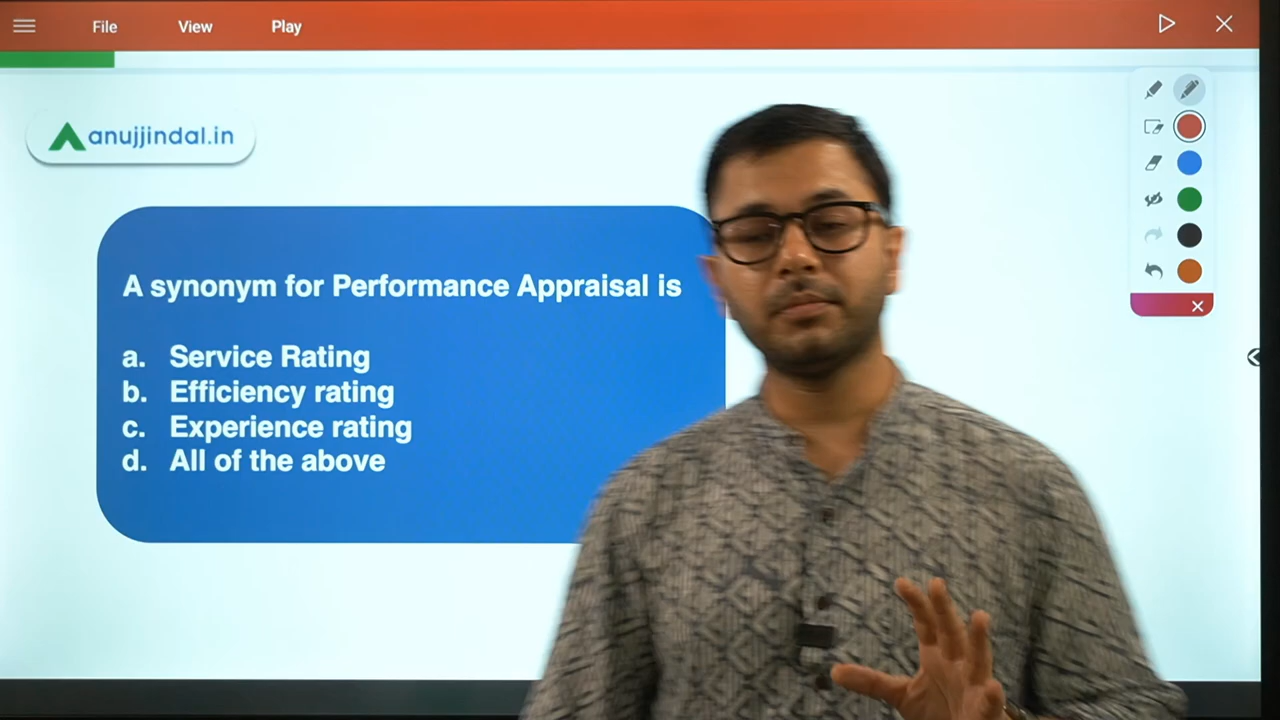 File View Play
anujjindal.in
A synonym for Performance Appraisal is
a. Service Rating
b. Efficiency rating
c. Experience rating
d. All of the above